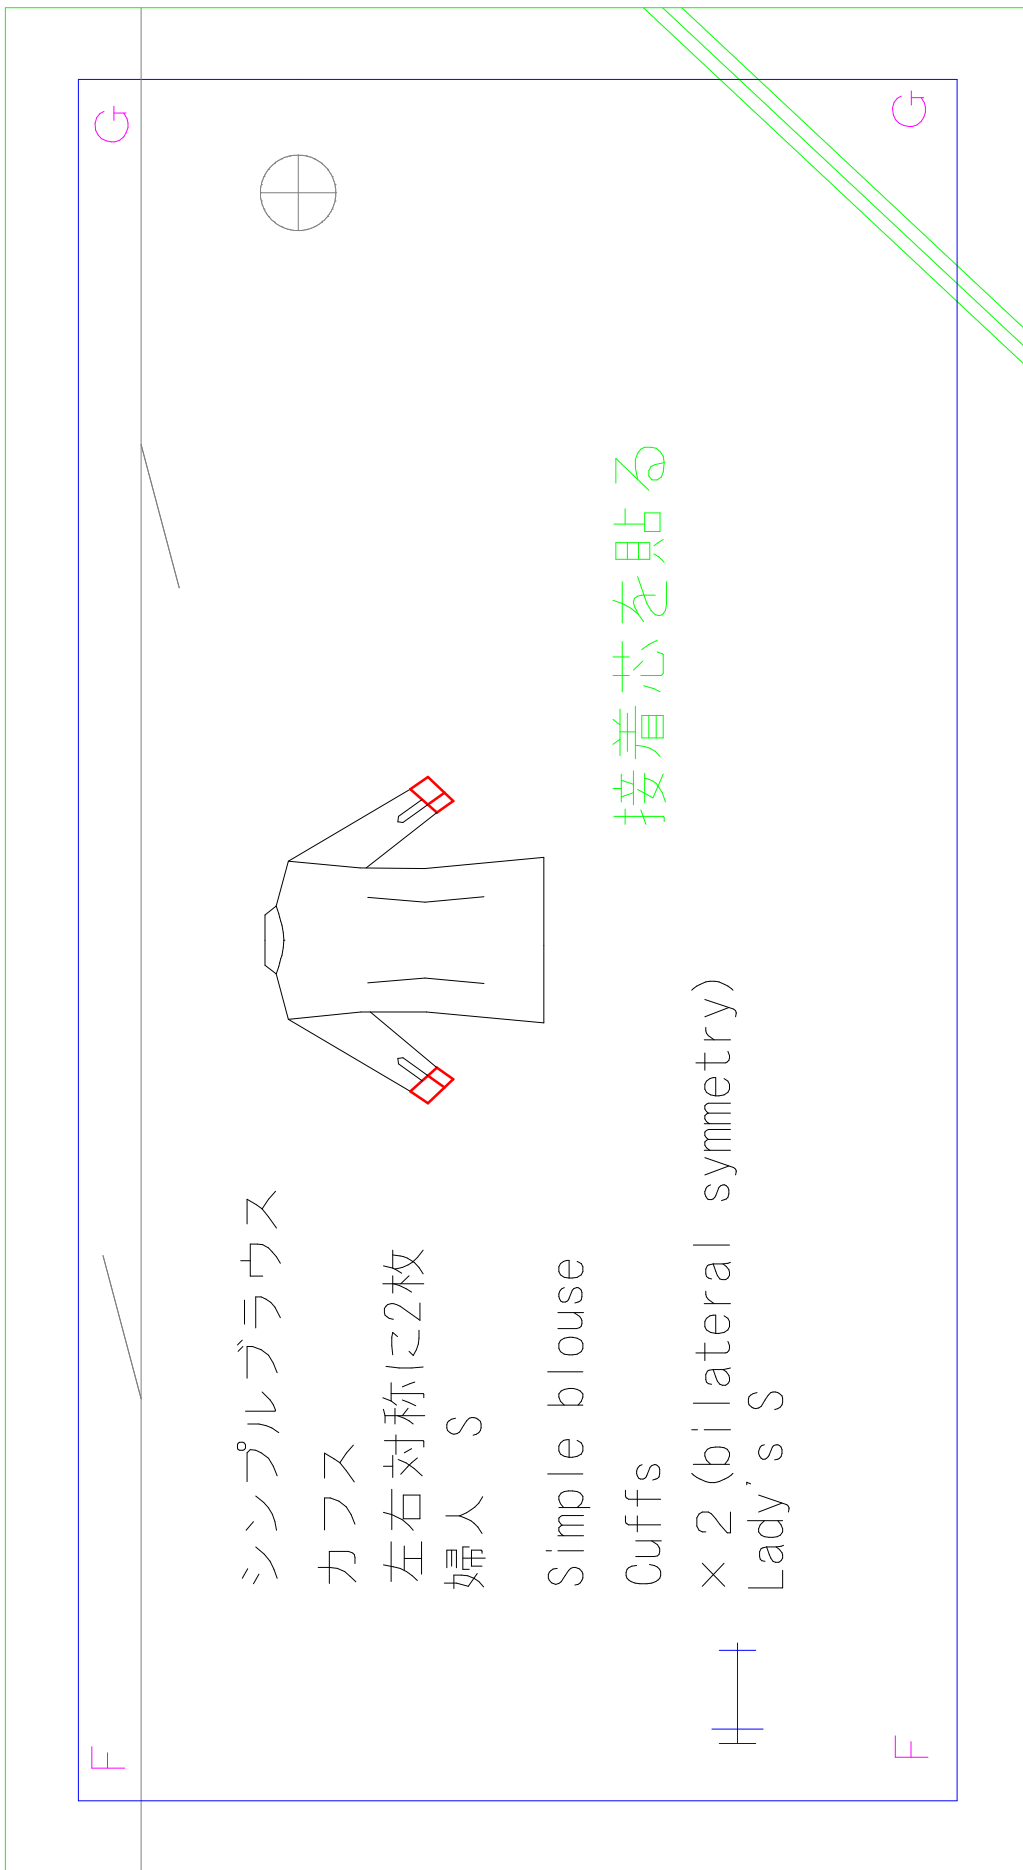 シンプルブラウス
カフス
左右対称に2枚
婦人 S
Simple blouse
Cuffs
×2(bilateral symmetry)
Lady's S
接着芯を貼る
G
G
F
F